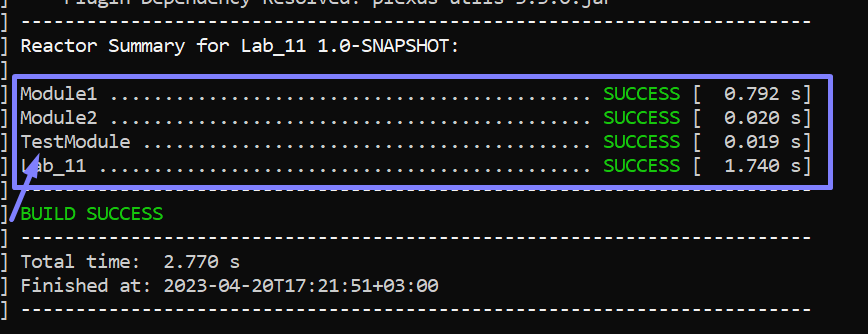 ] Plugin Dependency Resolved: plexus-utils-3.5.0.jar
] ------------------------------------------------------------------------
] Reactor Summary for Lab_11 1.0-SNAPSHOT:
]
] Module1 ............................................ SUCCESS [  0.792 s]
] Module2 ............................................ SUCCESS [  0.020 s]
] TestModule ......................................... SUCCESS [  0.019 s]
] Lab_11 ............................................. SUCCESS [  1.740 s]
] ------------------------------------------------------------------------
] BUILD SUCCESS
] ------------------------------------------------------------------------
] Total time:  2.770 s
] Finished at: 2023-04-20T17:21:51+03:00
] ------------------------------------------------------------------------